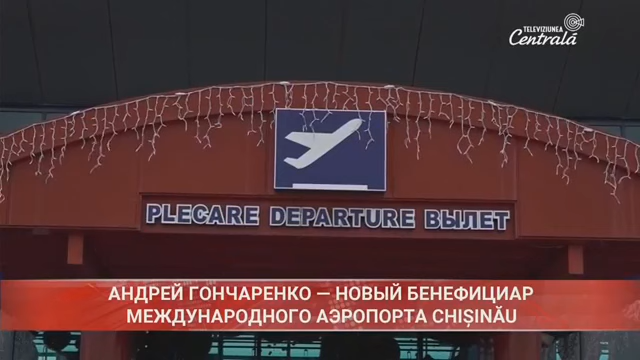 TELEVIZIUNEA
Centrală
PLECARE DEPARTURE ВЫЛЕТ
АНДРЕЙ ГОНЧАРЕНКО — НОВЫЙ БЕНЕФИЦИАР
МЕЖДУНАРОДНОГО АЭРОПОРТА CHIȘINĂU